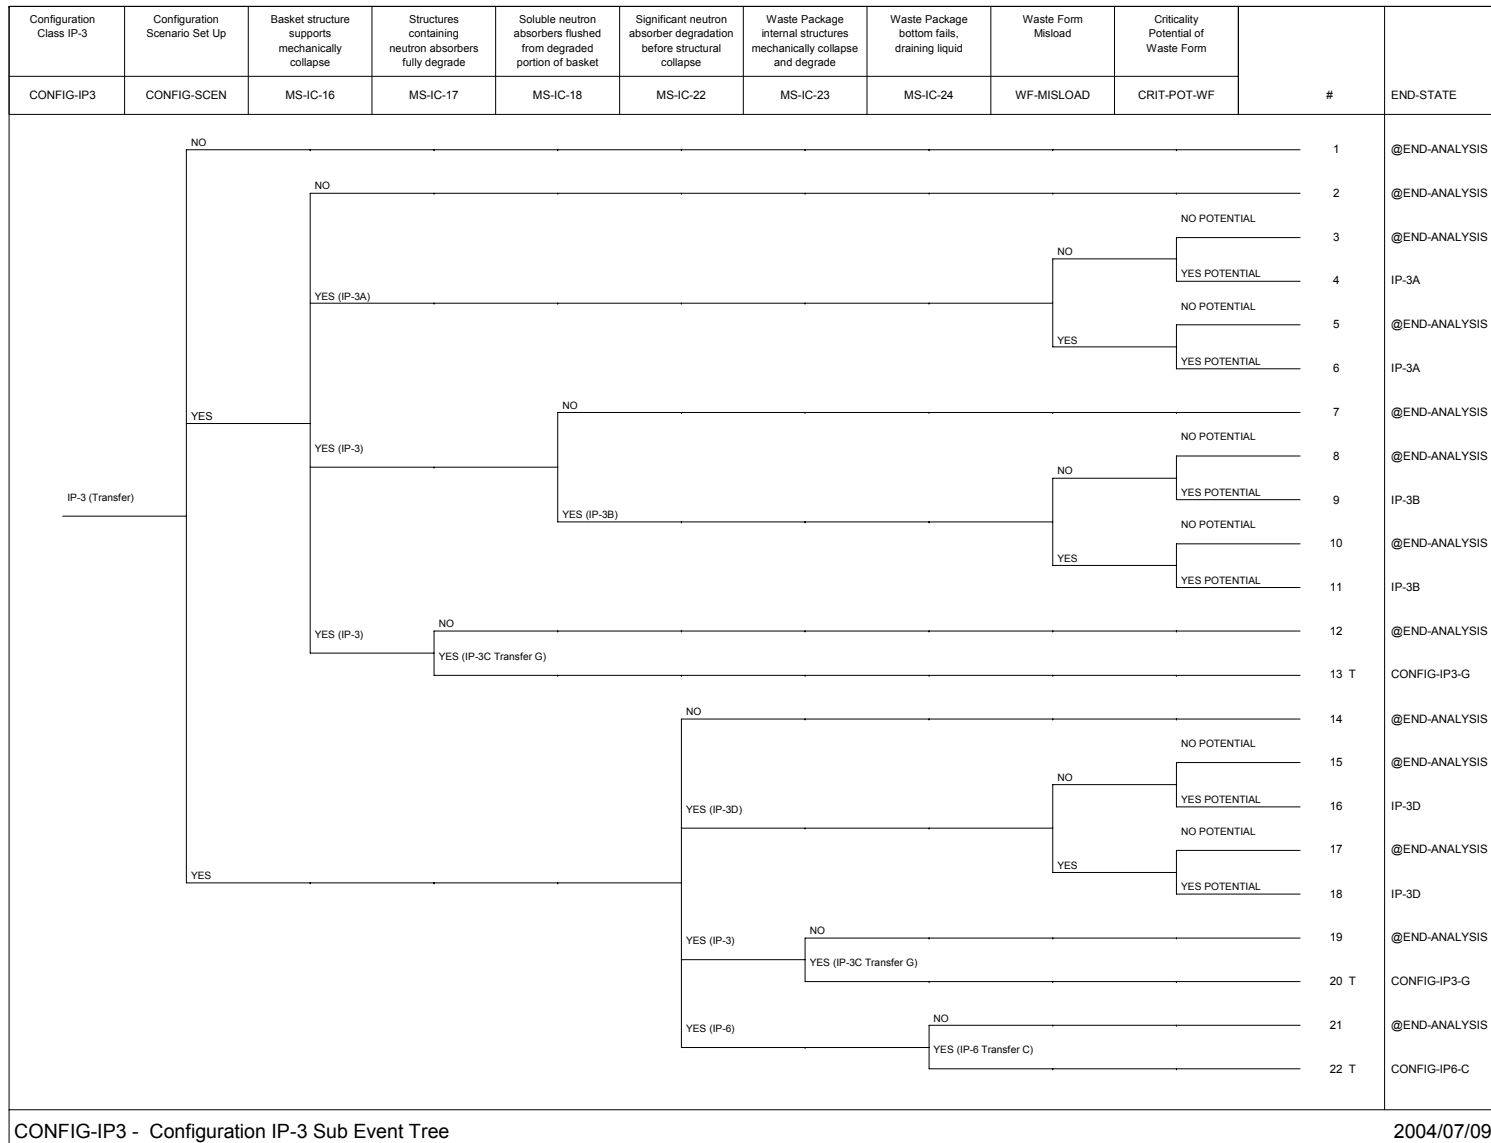 Configuration Class IP-3
Configuration Scenario Set Up
Basket structure supports mechanically collapse
Structures containing neutron absorbers fully degrade
Soluble neutron absorbers flushed from degraded portion of basket
Significant neutron absorber degradation before structural collapse
Waste Package internal structures mechanically collapse and degrade
Waste Package bottom fails, draining liquid
Waste Form Misload
Criticality Potential of Waste Form
CONFIG-IP3
CONFIG-SCEN
MS-IC-16
MS-IC-17
MS-IC-18
MS-IC-22
MS-IC-23
MS-IC-24
WF-MISLOAD
CRIT-POT-WF
#
END-STATE
NO
1
@END-ANALYSIS
NO
2
@END-ANALYSIS
NO POTENTIAL
3
@END-ANALYSIS
NO
YES POTENTIAL
4
IP-3A
YES (IP-3A)
NO POTENTIAL
5
@END-ANALYSIS
YES
YES POTENTIAL
6
IP-3A
YES
NO
7
@END-ANALYSIS
YES (IP-3)
NO POTENTIAL
8
@END-ANALYSIS
NO
YES POTENTIAL
9
IP-3B
IP-3 (Transfer)
YES (IP-3B)
NO POTENTIAL
10
@END-ANALYSIS
YES
YES POTENTIAL
11
IP-3B
YES (IP-3)
NO
12
@END-ANALYSIS
YES (IP-3C Transfer G)
13 T
CONFIG-IP3-G
NO
14
@END-ANALYSIS
NO POTENTIAL
15
@END-ANALYSIS
NO
YES POTENTIAL
16
IP-3D
YES (IP-3D)
NO POTENTIAL
17
@END-ANALYSIS
YES
YES
YES POTENTIAL
18
IP-3D
YES (IP-3)
NO
19
@END-ANALYSIS
YES (IP-3C Transfer G)
20 T
CONFIG-IP3-G
YES (IP-6)
NO
21
@END-ANALYSIS
YES (IP-6 Transfer C)
22 T
CONFIG-IP6-C
CONFIG-IP3 - Configuration IP-3 Sub Event Tree
2004/07/09